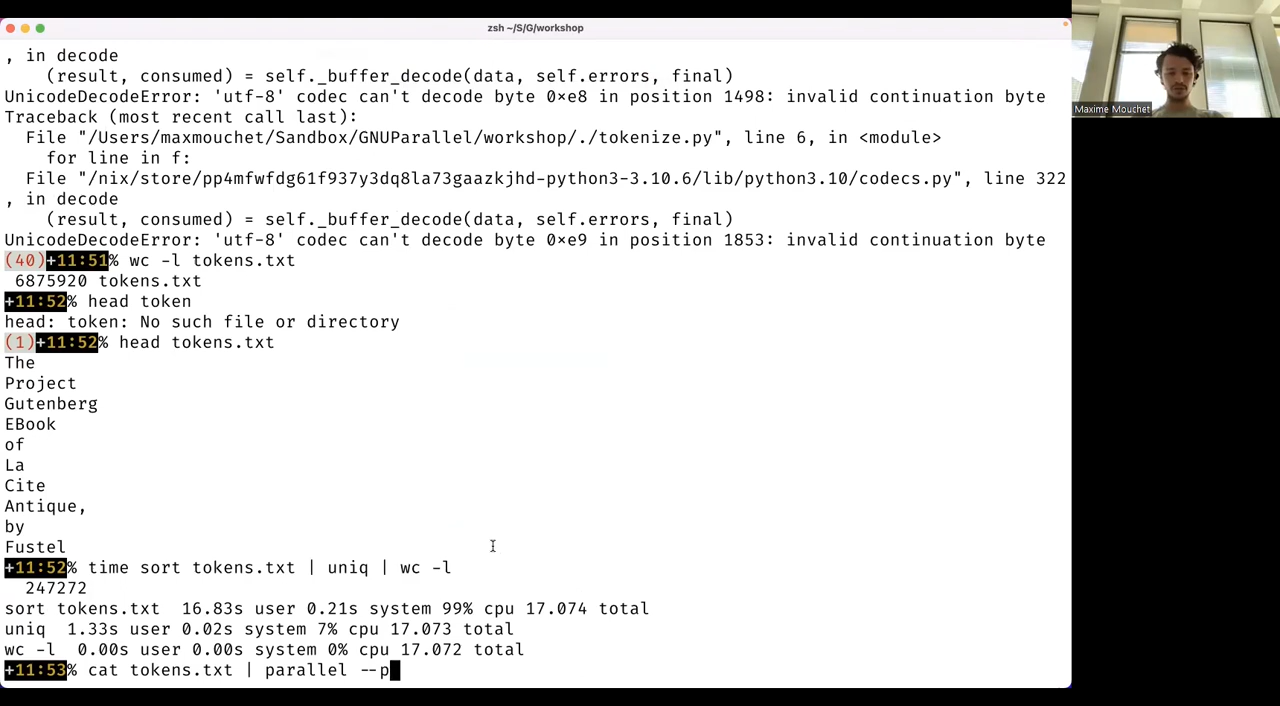 zsh ~/S/G/workshop
, in decode
    (result, consumed) = self._buffer_decode(data, self.errors, final)
UnicodeDecodeError: 'utf-8' codec can't decode byte 0xe8 in position 1498: invalid continuation byte
Traceback (most recent call last):
  File "/Users/maxmouchet/Sandbox/GNUParallel/workshop/./tokenize.py", line 6, in <module>
    for line in f:
  File "/nix/store/pp4mfwfdg61f937y3dq8la73gaazkjhd-python3-3.10.6/lib/python3.10/codecs.py", line 322
, in decode
    (result, consumed) = self._buffer_decode(data, self.errors, final)
UnicodeDecodeError: 'utf-8' codec can't decode byte 0xe9 in position 1853: invalid continuation byte
(40)+11:51% wc -l tokens.txt
 6875920 tokens.txt
+11:52% head token
head: token: No such file or directory
(1)+11:52% head tokens.txt
The
Project
Gutenberg
EBook
of
La
Cite
Antique,
by
Fustel
+11:52% time sort tokens.txt | uniq | wc -l
  247272
sort tokens.txt  16.83s user 0.21s system 99% cpu 17.074 total
uniq  1.33s user 0.02s system 7% cpu 17.073 total
wc -l  0.00s user 0.00s system 0% cpu 17.072 total
+11:53% cat tokens.txt | parallel --p
Maxime Mouchet